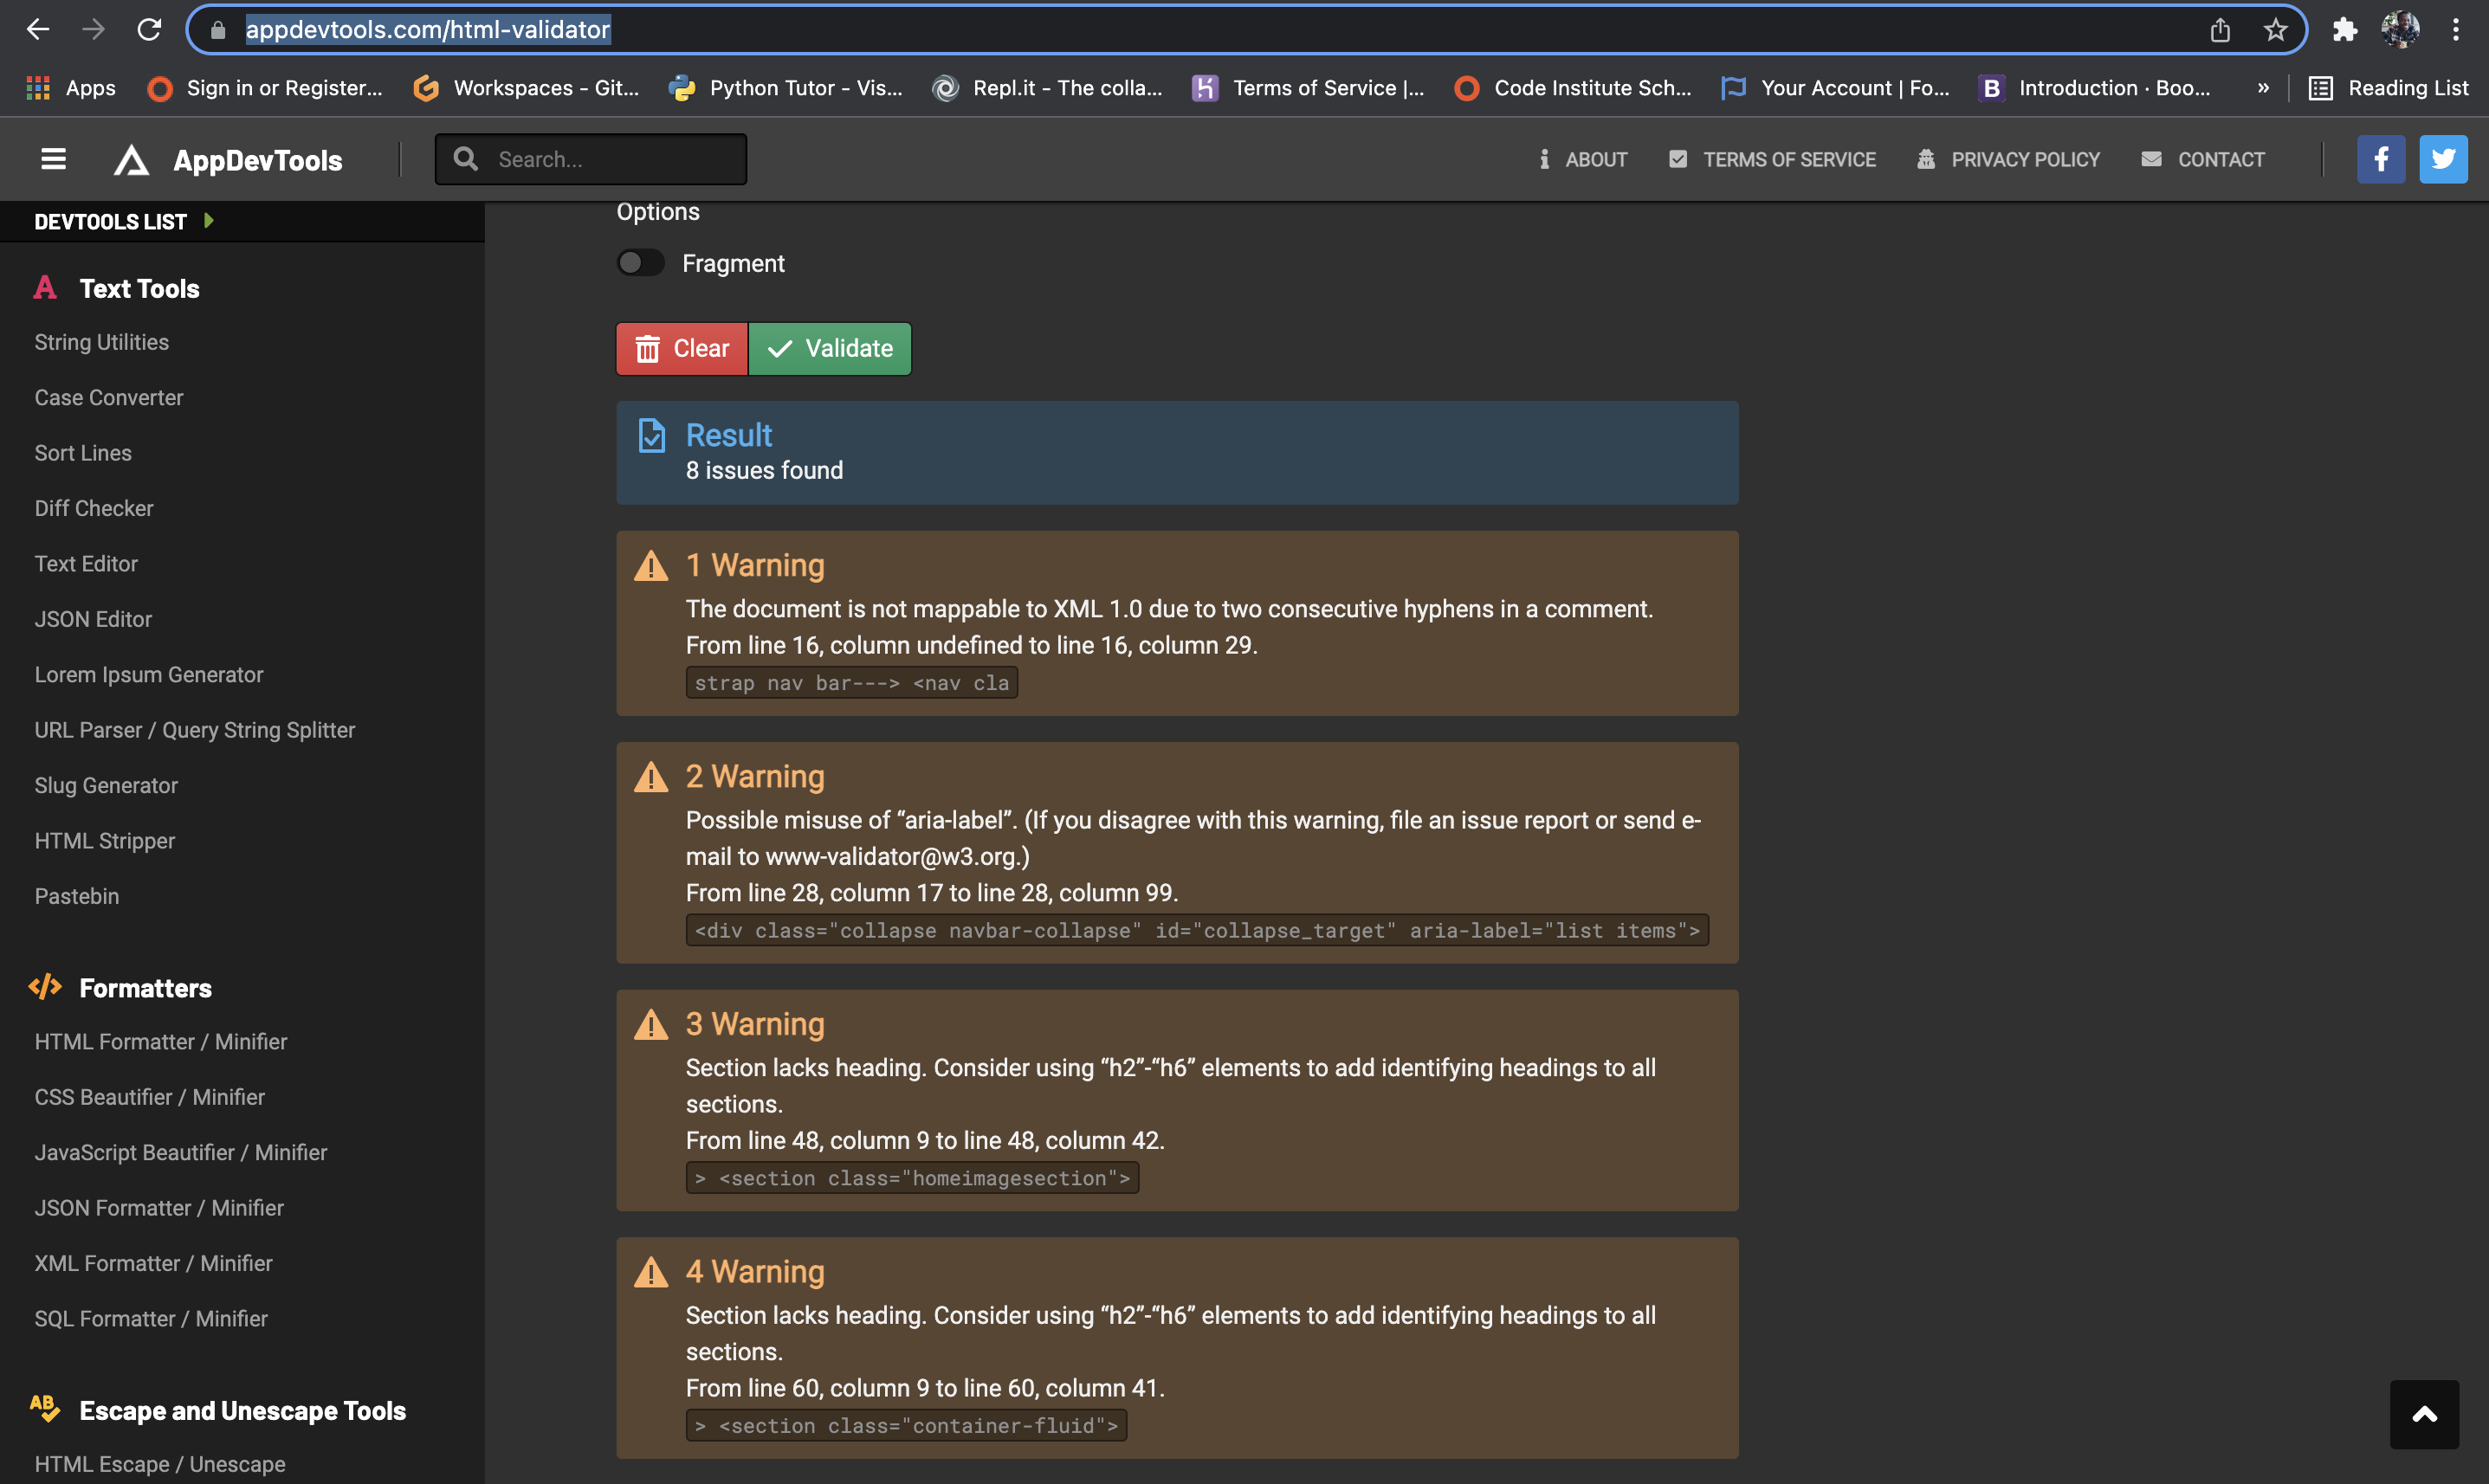 appdevtools.com/html-validator
Apps
Sign in or Register...
Workspaces - Git...
Python Tutor - Vis...
Repl.it - The colla...
Terms of Service |...
Code Institute Sch...
Your Account | Fo...
B
Introduction · Boo...
»
Reading List
AppDevTools
Search...
ABOUT
TERMS OF SERVICE
PRIVACY POLICY
CONTACT
DEVTOOLS LIST
Text Tools
String Utilities
Case Converter
Sort Lines
Diff Checker
Text Editor
JSON Editor
Lorem Ipsum Generator
URL Parser / Query String Splitter
Slug Generator
HTML Stripper
Pastebin
Formatters
HTML Formatter / Minifier
CSS Beautifier / Minifier
JavaScript Beautifier / Minifier
JSON Formatter / Minifier
XML Formatter / Minifier
SQL Formatter / Minifier
Escape and Unescape Tools
HTML Escape / Unescape
Options
Fragment
Clear
Validate
Result
8 issues found
1 Warning
The document is not mappable to XML 1.0 due to two consecutive hyphens in a comment.
From line 16, column undefined to line 16, column 29.
strap nav bar---> <nav cla
2 Warning
Possible misuse of “aria-label”. (If you disagree with this warning, file an issue report or send e-
mail to www-validator@w3.org.)
From line 28, column 17 to line 28, column 99.
<div class="collapse navbar-collapse" id="collapse_target" aria-label="list items">
3 Warning
Section lacks heading. Consider using “h2”-“h6” elements to add identifying headings to all
sections.
From line 48, column 9 to line 48, column 42.
> <section class="homeimagesection">
4 Warning
Section lacks heading. Consider using “h2”-“h6” elements to add identifying headings to all
sections.
From line 60, column 9 to line 60, column 41.
> <section class="container-fluid">